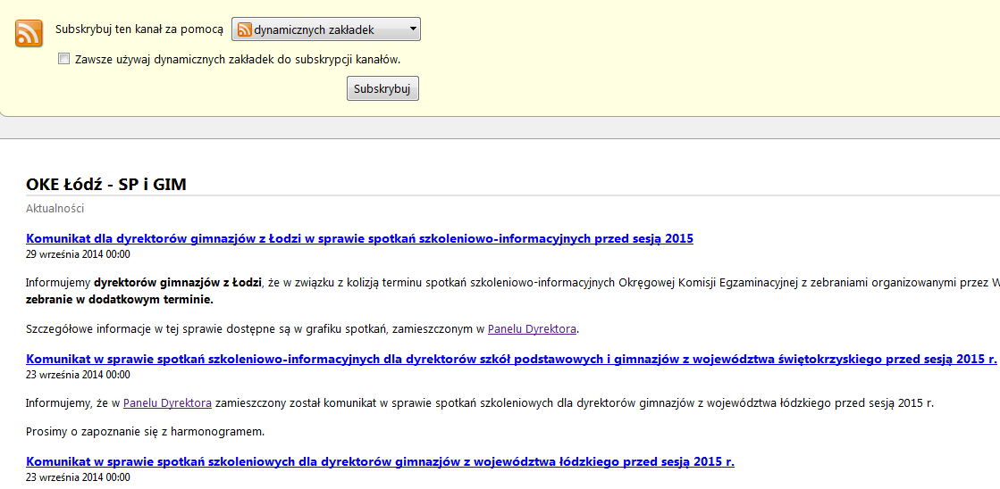 Subskrybuj ten kanał za pomocą dynamicznych zakładek
Zawsze używaj dynamicznych zakładek do subskrypcji kanałów.
Subskrybuj
OKE Łódź - SP i GIM
Aktualności
Komunikat dla dyrektorów gimnazjów z Łodzi w sprawie spotkań szkoleniowo-informacyjnych przed sesją 2015
29 września 2014 00:00
Informujemy dyrektorów gimnazjów z Łodzi, że w związku z kolizją terminu spotkań szkoleniowo-informacyjnych Okręgowej Komisji Egzaminacyjnej z zebraniami organizowanymi przez W
zebranie w dodatkowym terminie.
Szczegółowe informacje w tej sprawie dostępne są w grafiku spotkań, zamieszczonym w Panelu Dyrektora.
Komunikat w sprawie spotkań szkoleniowo-informacyjnych dla dyrektorów szkół podstawowych i gimnazjów z województwa świętokrzyskiego przed sesją 2015 r.
23 września 2014 00:00
Informujemy, że w Panelu Dyrektora zamieszczony został komunikat w sprawie spotkań szkoleniowych dla dyrektorów gimnazjów z województwa łódzkiego przed sesją 2015 r.
Prosimy o zapoznanie się z harmonogramem.
Komunikat w sprawie spotkań szkoleniowych dla dyrektorów gimnazjów z województwa łódzkiego przed sesją 2015 r.
23 września 2014 00:00